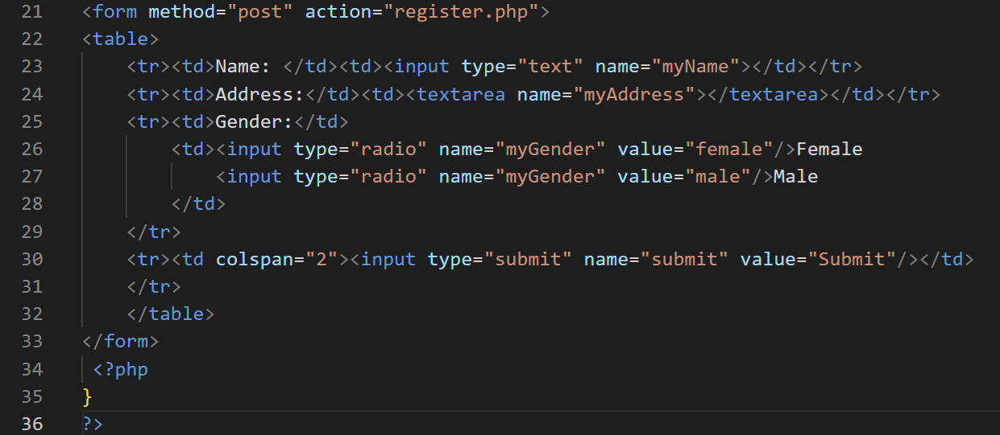 21 <form method="post" action="register.php">
22 <table>
23     <tr><td>Name: </td><td><input type="text" name="myName"></td></tr>
24     <tr><td>Address:</td><td><textarea name="myAddress"></textarea></td></tr>
25     <tr><td>Gender:</td>
26         <td><input type="radio" name="myGender" value="female"/>Female
27             <input type="radio" name="myGender" value="male"/>Male
28         </td>
29     </tr>
30     <tr><td colspan="2"><input type="submit" name="submit" value="Submit"/></td>
31     </tr>
32     </table>
33 </form>
34  <?php
35 }
36 ?>